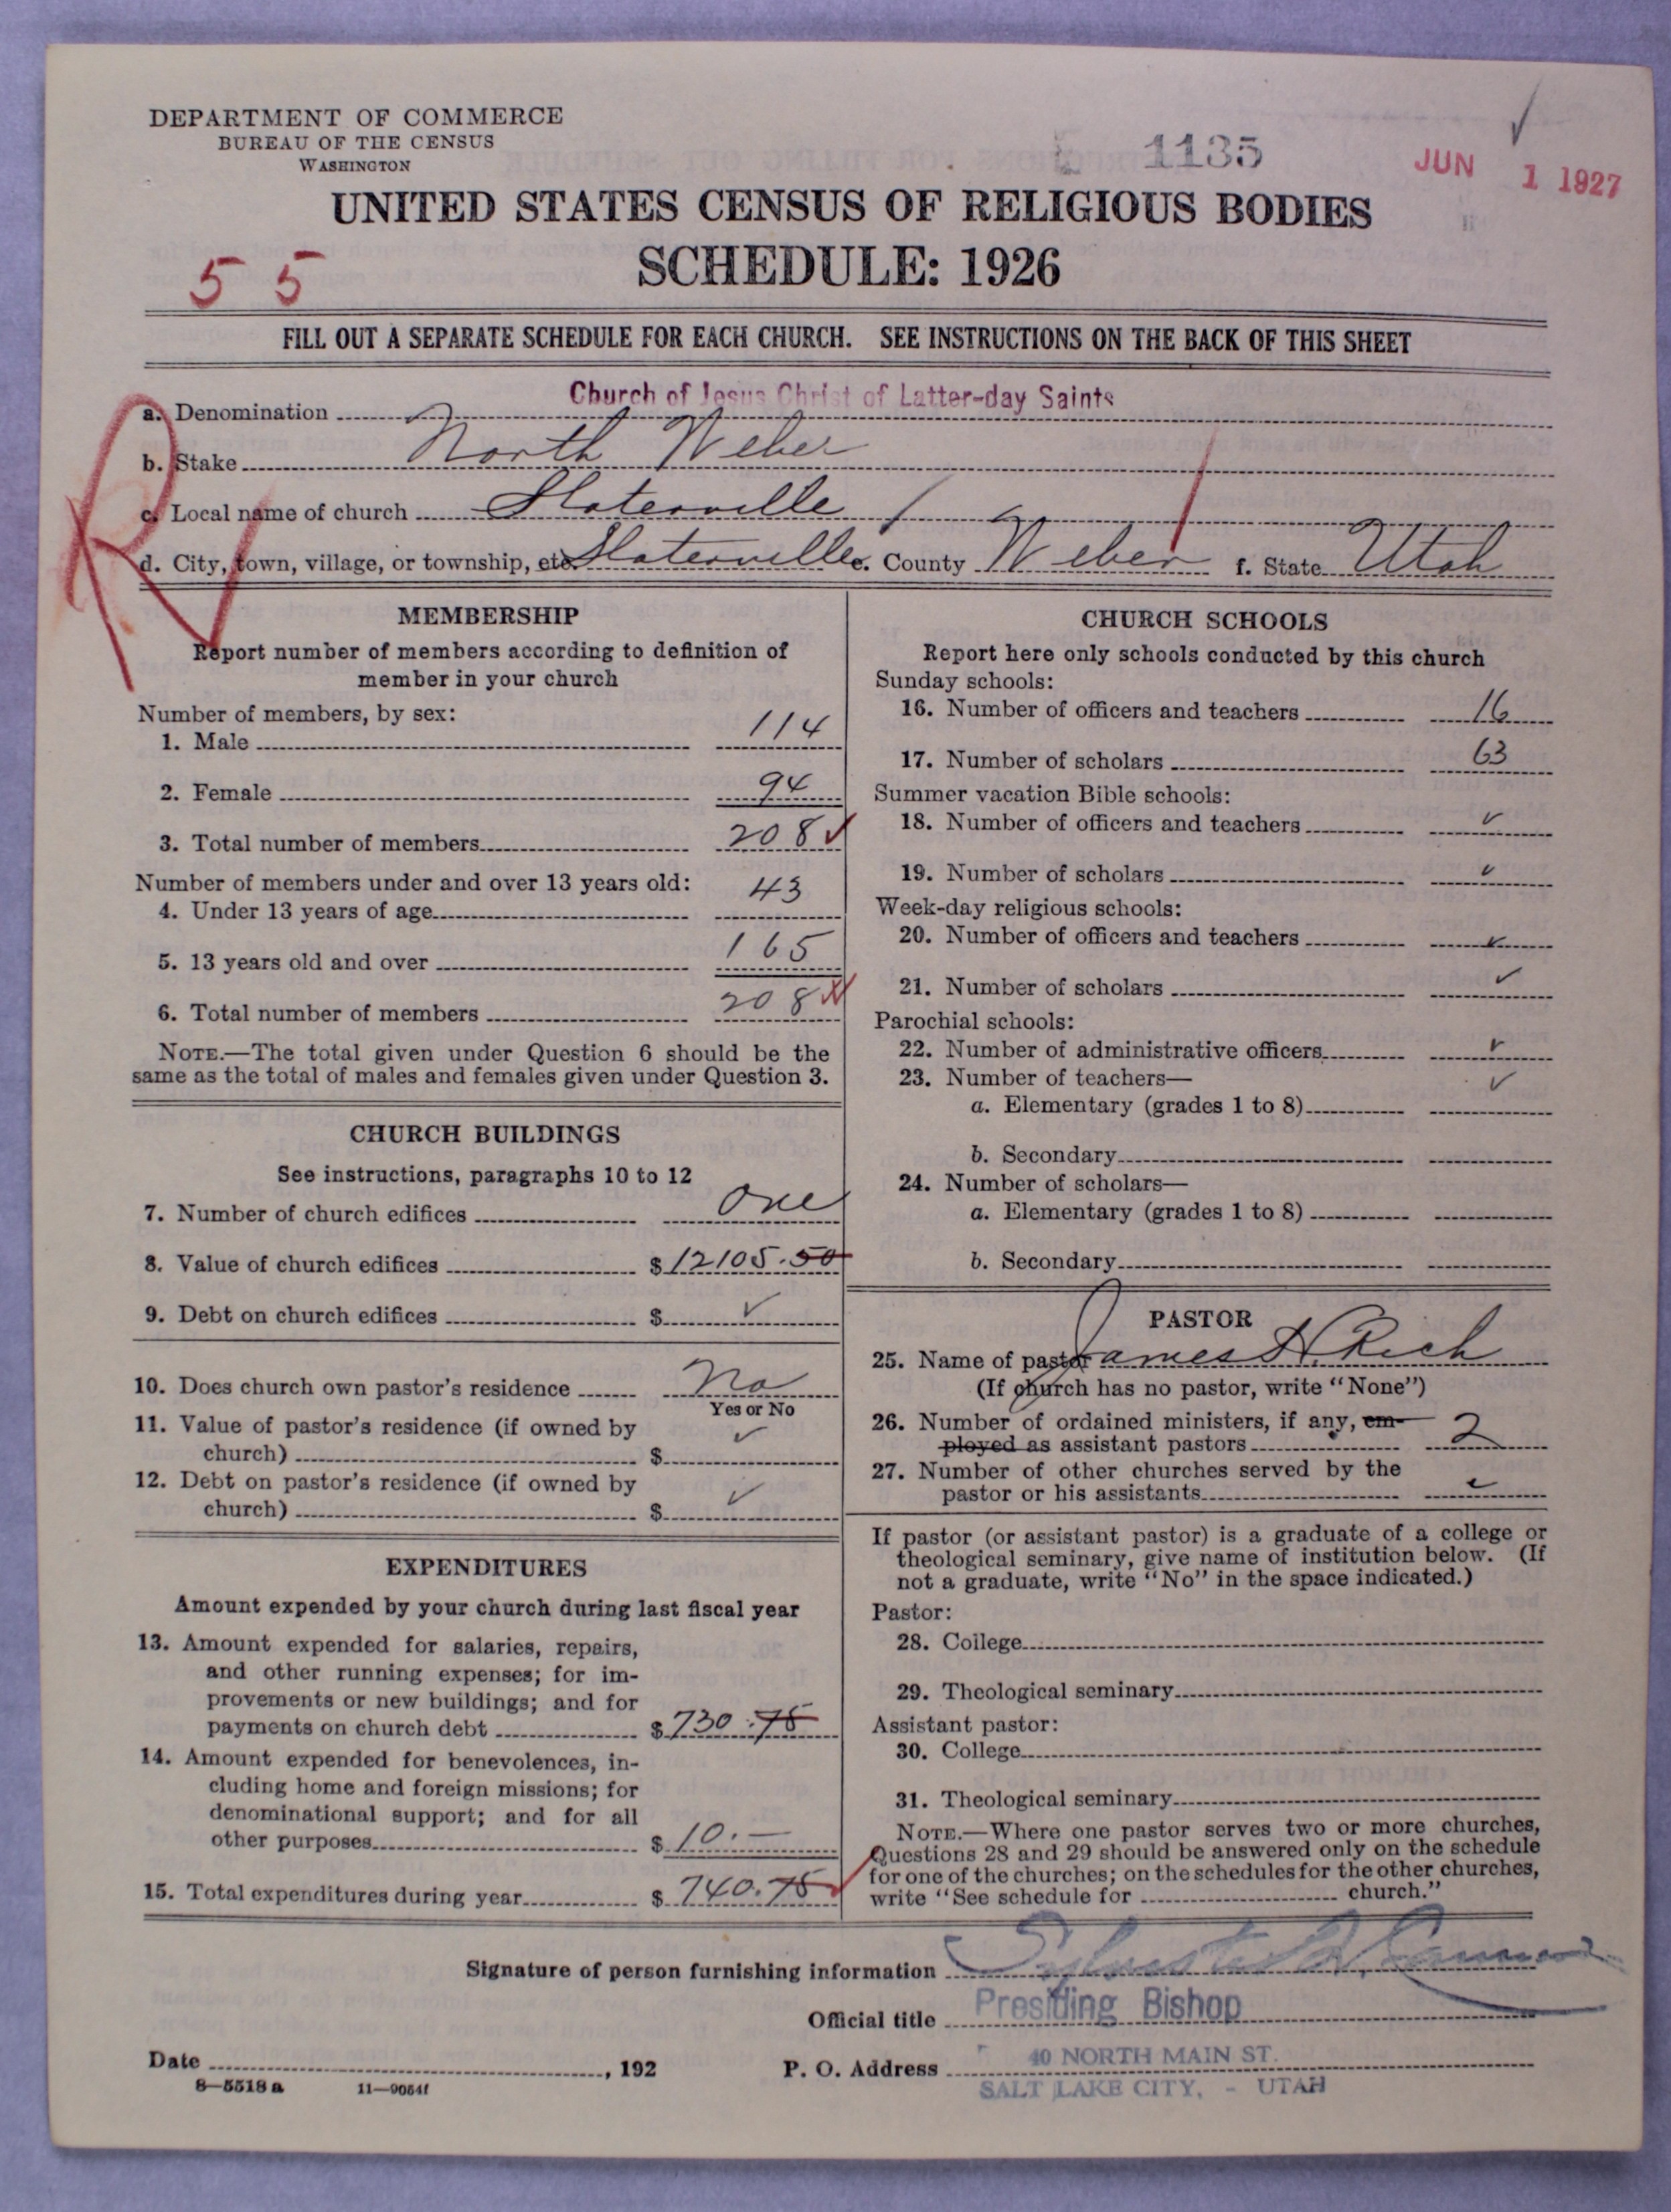 DEPARTMENT OF COMMERCE
BUREAU OF THE CENSUS
WASHINGTON
1135
JUN 1 1927
UNITED STATES CENSUS OF RELIGIOUS BODIES
SCHEDULE: 1926
5 5
FILL OUT A SEPARATE SCHEDULE FOR EACH CHURCH. SEE INSTRUCTIONS ON THE BACK OF THIS SHEET
a. Denomination Church of Jesus Christ of Latter-day Saints
b. Stake North Weber
c. Local name of church Slaterville
d. City, town, village, or township, etc. Slaterville e. County Weber f. State Utah
MEMBERSHIP
Report number of members according to definition of
member in your church
Number of members, by sex:
1. Male 114
2. Female 94
3. Total number of members 208
Number of members under and over 13 years old:
4. Under 13 years of age 43
5. 13 years old and over 165
6. Total number of members 208
NOTE.—The total given under Question 6 should be the
same as the total of males and females given under Question 3.
CHURCH BUILDINGS
See instructions, paragraphs 10 to 12
7. Number of church edifices One
8. Value of church edifices $ 12105.50
9. Debt on church edifices $ ✓
10. Does church own pastor's residence No
Yes or No
11. Value of pastor's residence (if owned by
church) $ ✓
12. Debt on pastor's residence (if owned by
church) $ ✓
EXPENDITURES
Amount expended by your church during last fiscal year
13. Amount expended for salaries, repairs,
and other running expenses; for im-
provements or new buildings; and for
payments on church debt $ 730.75
14. Amount expended for benevolences, in-
cluding home and foreign missions; for
denominational support; and for all
other purposes $ 10.—
15. Total expenditures during year $ 740.75
CHURCH SCHOOLS
Report here only schools conducted by this church
Sunday schools:
16. Number of officers and teachers 16
17. Number of scholars 63
Summer vacation Bible schools:
18. Number of officers and teachers ✓
19. Number of scholars ✓
Week-day religious schools:
20. Number of officers and teachers ✓
21. Number of scholars ✓
Parochial schools:
22. Number of administrative officers ✓
23. Number of teachers— ✓
a. Elementary (grades 1 to 8)
b. Secondary
24. Number of scholars—
a. Elementary (grades 1 to 8)
b. Secondary
PASTOR
25. Name of pastor James H. Rich
(If church has no pastor, write "None")
26. Number of ordained ministers, if any, em-
ployed as assistant pastors 2
27. Number of other churches served by the
pastor or his assistants ✓
If pastor (or assistant pastor) is a graduate of a college or
theological seminary, give name of institution below. (If
not a graduate, write "No" in the space indicated.)
Pastor:
28. College
29. Theological seminary
Assistant pastor:
30. College
31. Theological seminary
NOTE.—Where one pastor serves two or more churches,
Questions 28 and 29 should be answered only on the schedule
for one of the churches; on the schedules for the other churches,
write "See schedule for church."
Signature of person furnishing information Sylvester Q. Cannon
Official title Presiding Bishop
Date , 192
P. O. Address 40 NORTH MAIN ST.
SALT LAKE CITY, - UTAH
8—5518 a 11—9054f